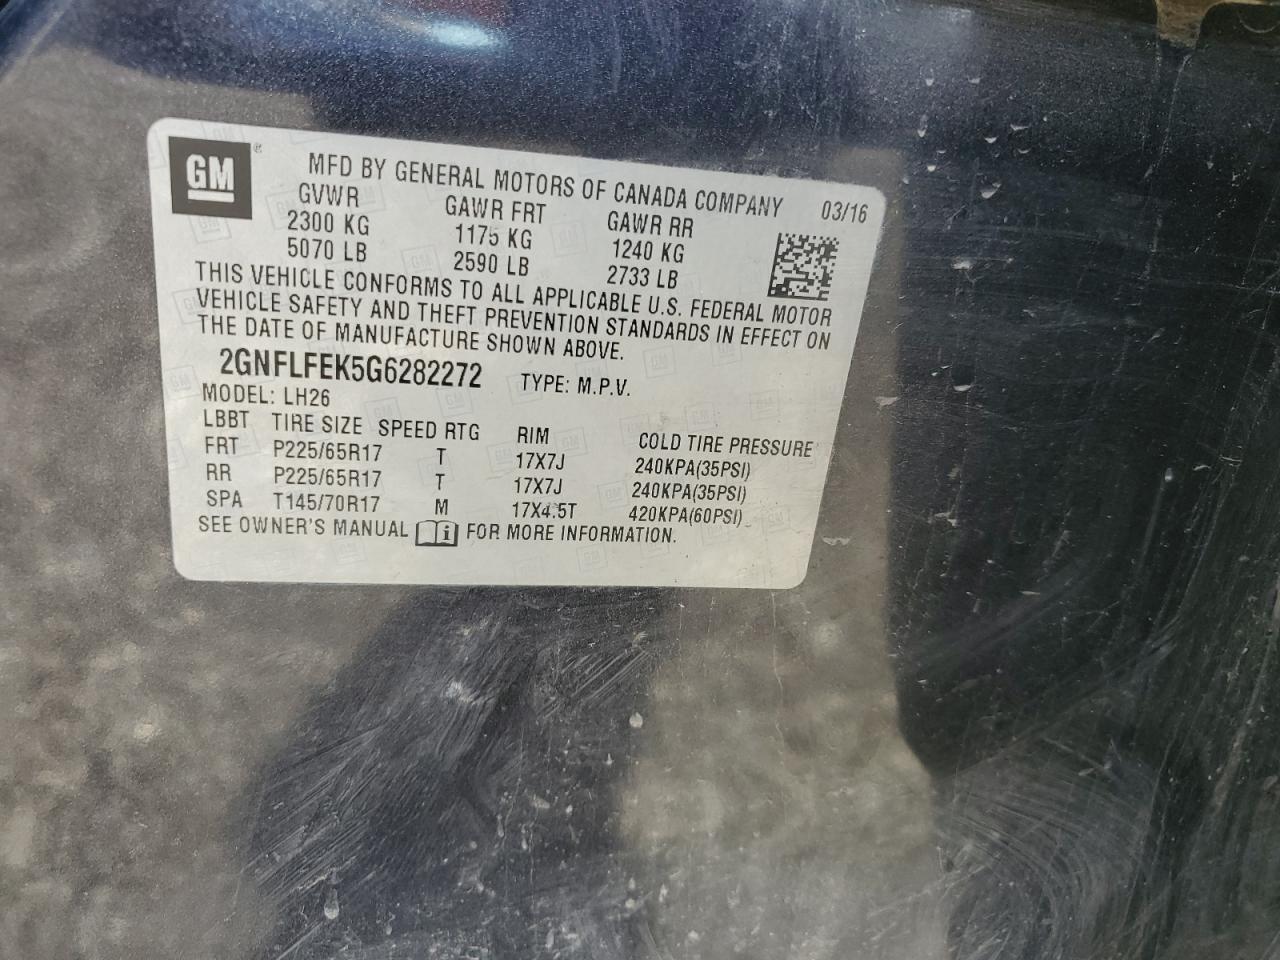 GM ®
MFD BY GENERAL MOTORS OF CANADA COMPANY 03/16
GVWR GAWR FRT GAWR RR
2300 KG 1175 KG 1240 KG
5070 LB 2590 LB 2733 LB
THIS VEHICLE CONFORMS TO ALL APPLICABLE U.S. FEDERAL MOTOR
VEHICLE SAFETY AND THEFT PREVENTION STANDARDS IN EFFECT ON
THE DATE OF MANUFACTURE SHOWN ABOVE.
2GNFLFEK5G6282272 TYPE: M.P.V.
MODEL: LH26
LBBT TIRE SIZE SPEED RTG RIM COLD TIRE PRESSURE
FRT P225/65R17 T 17X7J 240KPA(35PSI)
RR P225/65R17 T 17X7J 240KPA(35PSI)
SPA T145/70R17 M 17X4.5T 420KPA(60PSI)
SEE OWNER'S MANUAL i FOR MORE INFORMATION.